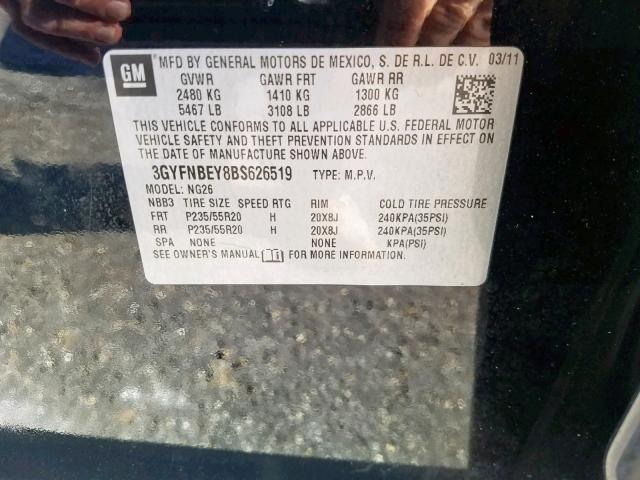 GM
MFD BY GENERAL MOTORS DE MEXICO, S. DE R.L. DE C.V. 03/11
GVWR GAWR FRT GAWR RR
2480 KG 1410 KG 1300 KG
5467 LB 3108 LB 2866 LB
THIS VEHICLE CONFORMS TO ALL APPLICABLE U.S. FEDERAL MOTOR
VEHICLE SAFETY AND THEFT PREVENTION STANDARDS IN EFFECT ON
THE DATE OF MANUFACTURE SHOWN ABOVE.
3GYFNBEY8BS626519 TYPE: M.P.V.
MODEL: NG26
NBB3 TIRE SIZE SPEED RTG RIM COLD TIRE PRESSURE
FRT P235/55R20 H 20X8J 240KPA(35PSI)
RR P235/55R20 H 20X8J 240KPA(35PSI)
SPA NONE NONE KPA(PSI)
SEE OWNER'S MANUAL FOR MORE INFORMATION.